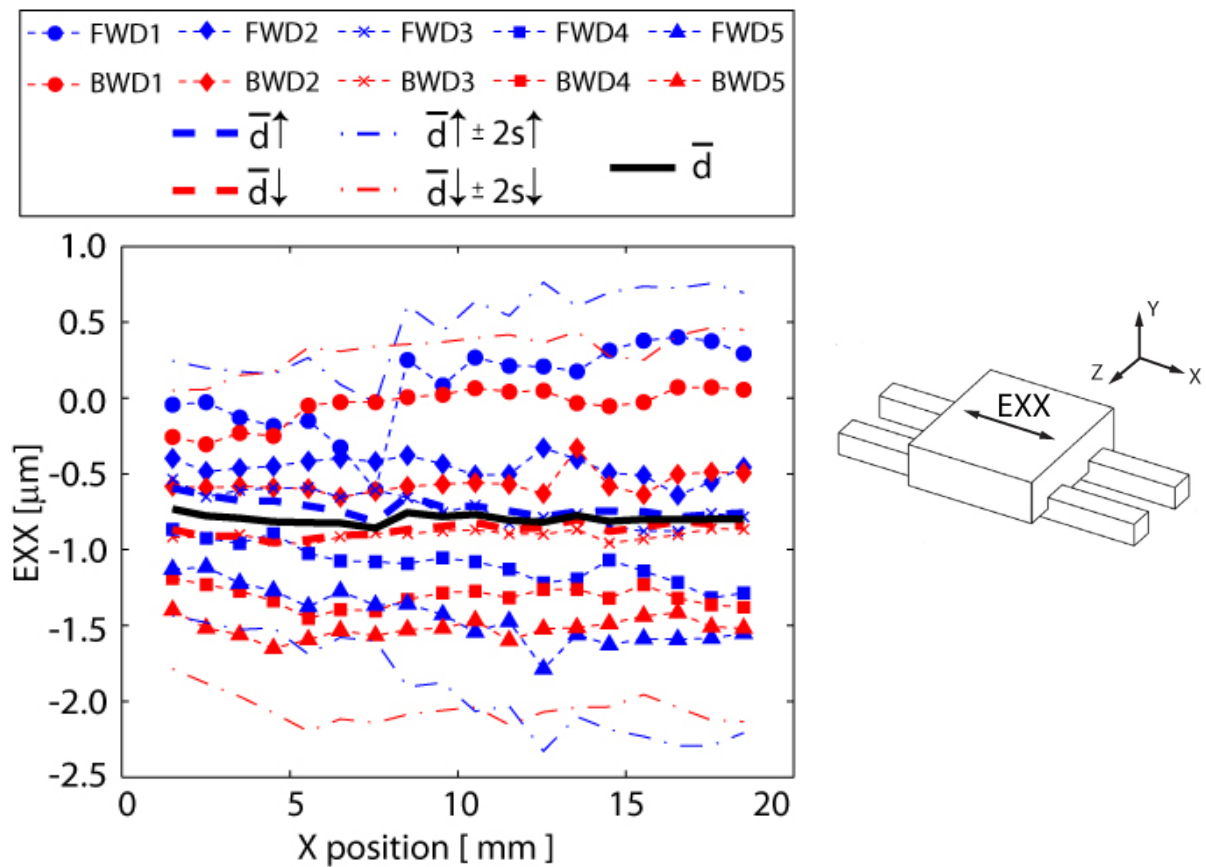 FWD1 FWD2 FWD3 FWD4 FWD5
BWD1 BWD2 BWD3 BWD4 BWD5
d̅↑ d̅↑ ± 2s↑ d̅
d̅↓ d̅↓ ± 2s↓
1.0
0.5
0.0
-0.5
-1.0
-1.5
-2.0
-2.5
EXX [μm]
0 5 10 15 20
X position [ mm ]
Y
Z X
EXX